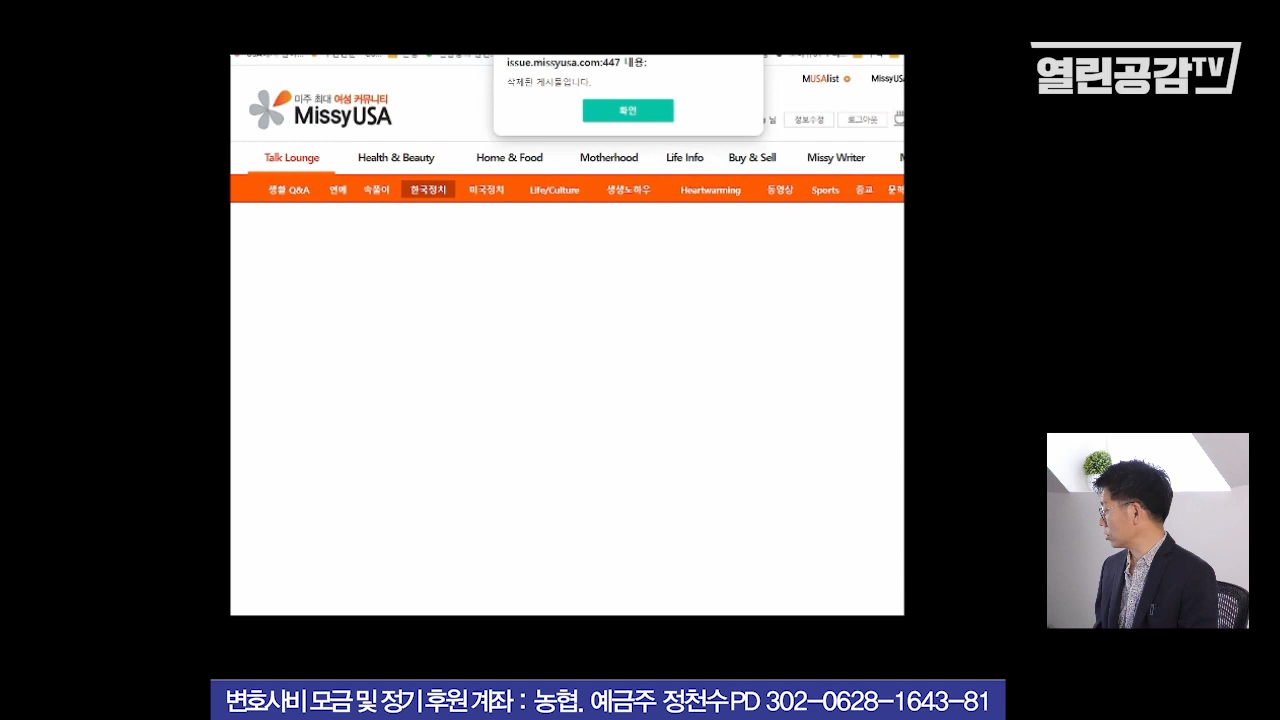 issue.missyusa.com:447 내용:
삭제된 게시물입니다.
확인
MUSAlist
MissyUSA
열린공감TV
미주 최대 여성 커뮤니티
MissyUSA
님
정보수정
로그아웃
Talk Lounge
Health & Beauty
Home & Food
Motherhood
Life Info
Buy & Sell
Missy Writer
생활 Q&A
연예
속풀이
한국정치
미국정치
Life/Culture
생생노하우
Heartwarming
동영상
Sports
종교
변호사비 모금 및 정기 후원 계좌 : 농협. 예금주 정천수PD 302-0628-1643-81